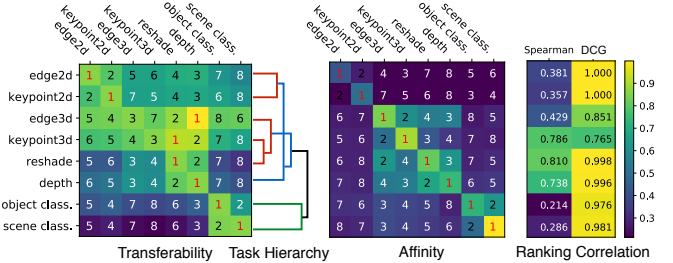 edge2d keypoint2d edge3d keypoint3d reshade depth object class. scene class.
edge2d keypoint2d edge3d keypoint3d reshade depth object class. scene class.
Spearman DCG
edge2d 1 2 5 6 4 3 7 8 1 2 4 3 7 8 5 6 0.381 1.000
keypoint2d 2 1 7 5 4 3 6 8 2 1 7 5 6 8 3 4 0.357 1.000
edge3d 5 4 3 7 2 1 8 6 6 7 1 2 4 3 8 5 0.429 0.851
keypoint3d 6 5 4 3 1 2 7 8 6 7 2 1 3 4 5 8 0.786 0.765
reshade 5 6 3 4 1 2 8 7 6 8 2 4 1 3 7 5 0.810 0.998
depth 6 5 3 4 2 1 7 8 7 8 4 3 2 1 6 5 0.738 0.996
object class. 5 4 7 8 3 6 1 2 7 8 3 4 5 6 1 2 0.214 0.976
scene class. 5 4 7 8 6 3 2 1 8 7 3 4 5 6 2 1 0.286 0.981
0.9
0.8
0.7
0.6
0.5
0.4
0.3
Transferability Task Hierarchy Affinity Ranking Correlation